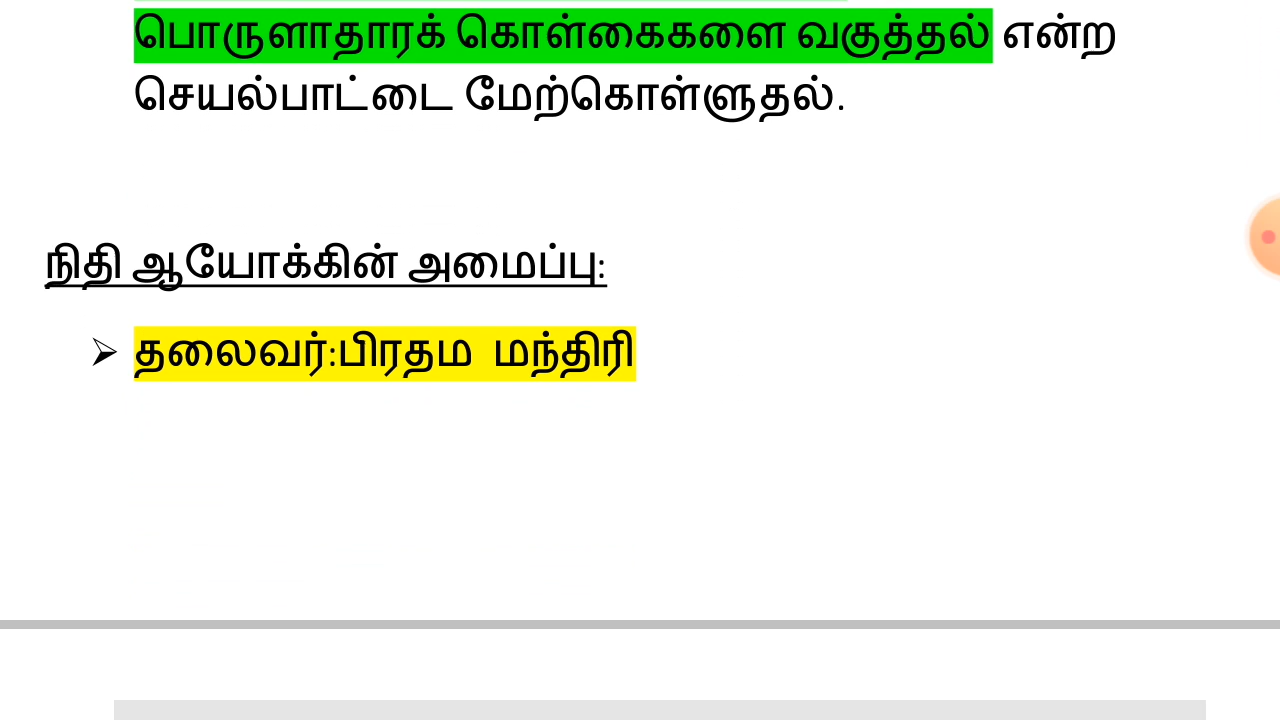 பொருளாதாரக் கொள்கைகளை வகுத்தல் என்ற
செயல்பாட்டை மேற்கொள்ளுதல்.
நிதி ஆயோக்கின் அமைப்பு:
➢ தலைவர்:பிரதம மந்திரி